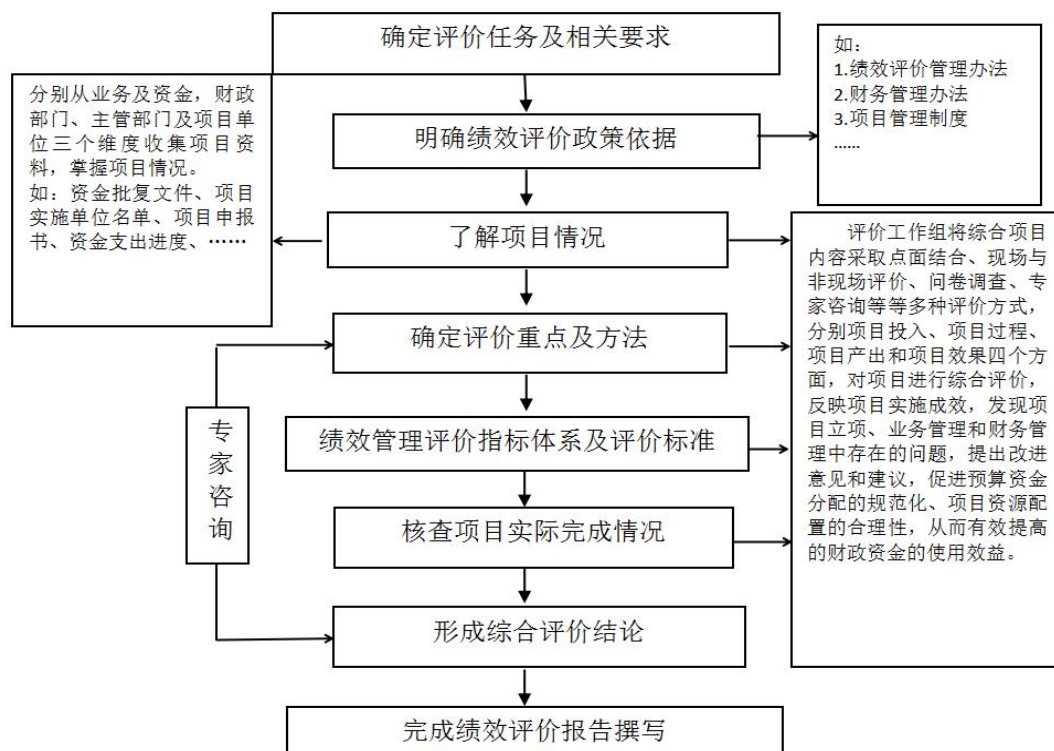 确定评价任务及相关要求
如：
1.绩效评价管理办法
2.财务管理办法
3.项目管理制度
......
分别从业务及资金，财政
部门、主管部门及项目单
位三个维度收集项目资
料，掌握项目情况。
如：资金批复文件、项目
实施单位名单、项目申报
书、资金支出进度、……
明确绩效评价政策依据
了解项目情况
评价工作组将综合项目
内容采取点面结合、现场与
非现场评价、问卷调查、专
家咨询等等多种评价方式，
分别项目投入、项目过程、
项目产出和项目效果四个方
面，对项目进行综合评价，
反映项目实施成效，发现项
目立项、业务管理和财务管
理中存在的问题，提出改进
意见和建议，促进预算资金
分配的规范化、项目资源配
置的合理性，从而有效提高
的财政资金的使用效益。
确定评价重点及方法
专家咨询
绩效管理评价指标体系及评价标准
核查项目实际完成情况
形成综合评价结论
完成绩效评价报告撰写